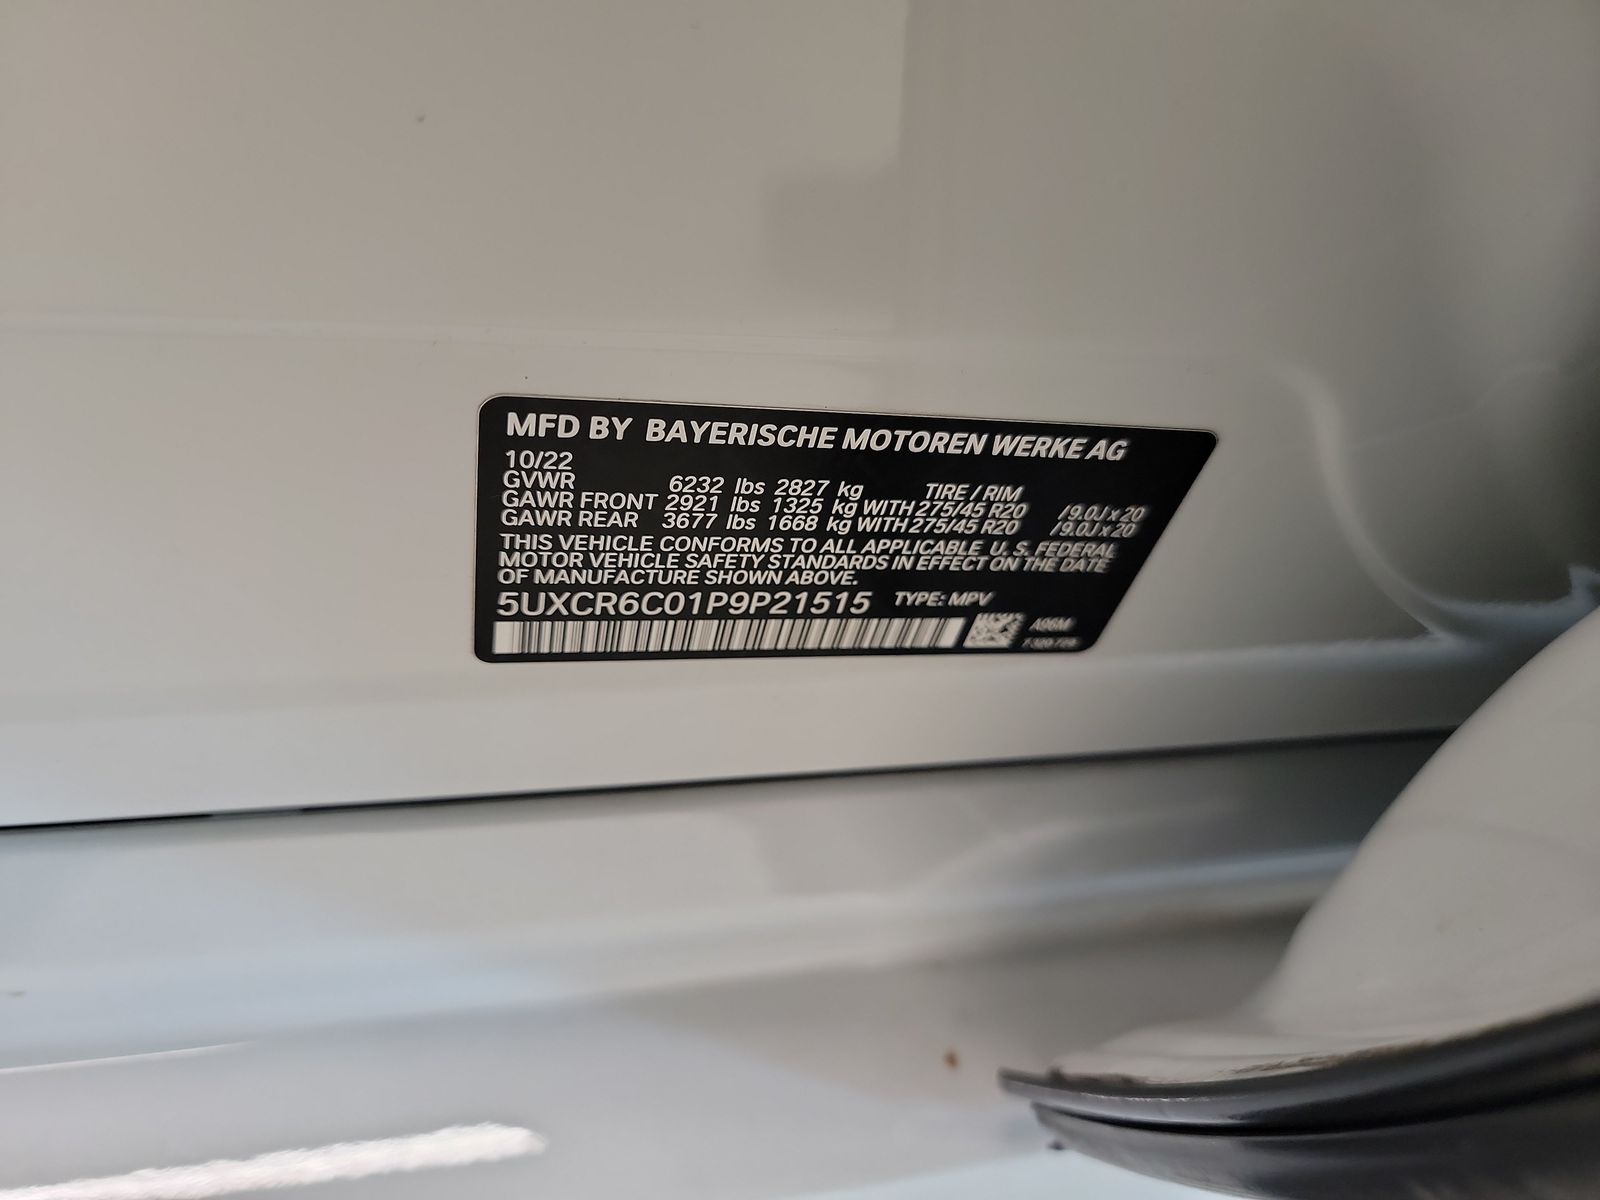 MFD BY BAYERISCHE MOTOREN WERKE AG
10/22
GVWR 6232 lbs 2827 kg TIRE / RIM
GAWR FRONT 2921 lbs 1325 kg WITH 275/45 R20 /9.0J x 20
GAWR REAR 3677 lbs 1668 kg WITH 275/45 R20 /9.0J x 20
THIS VEHICLE CONFORMS TO ALL APPLICABLE U. S. FEDERAL
MOTOR VEHICLE SAFETY STANDARDS IN EFFECT ON THE DATE
OF MANUFACTURE SHOWN ABOVE.
5UXCR6C01P9P21515 TYPE: MPV
A96M